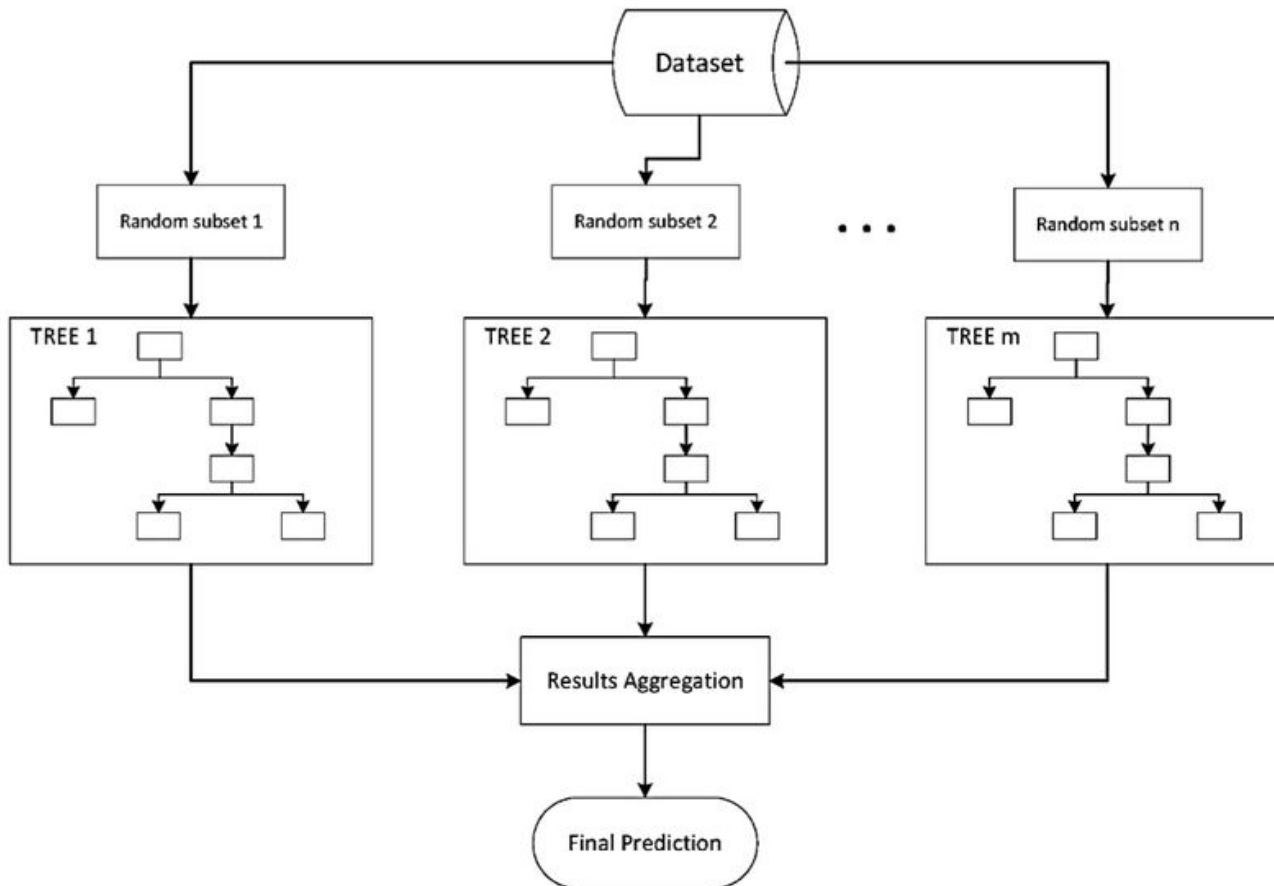 Dataset
Random subset 1
Random subset 2
• • •
Random subset n
TREE 1
TREE 2
TREE m
Results Aggregation
Final Prediction